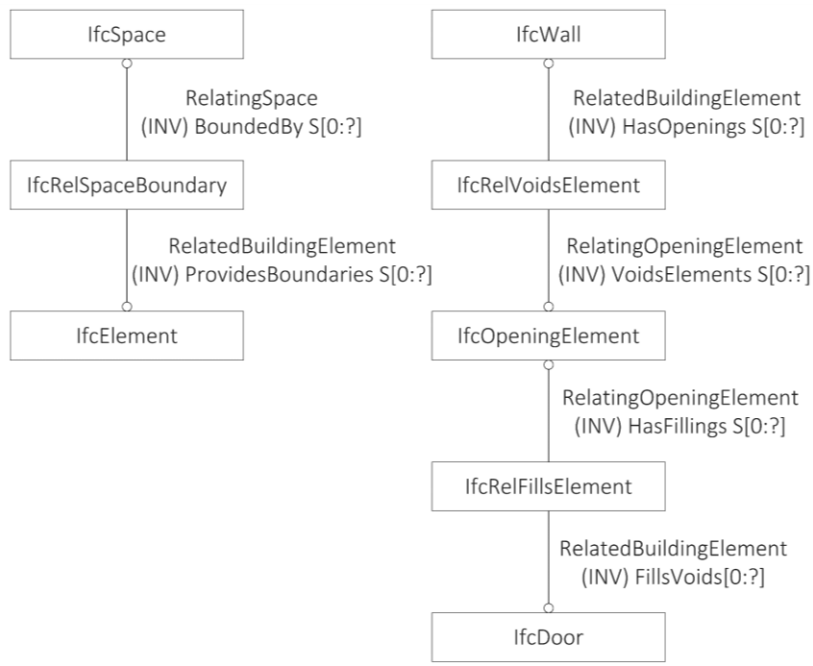 IfcSpace
RelatingSpace
(INV) BoundedBy S[0:?]
IfcRelSpaceBoundary
RelatedBuildingElement
(INV) ProvidesBoundaries S[0:?]
IfcElement
IfcWall
RelatedBuildingElement
(INV) HasOpenings S[0:?]
IfcRelVoidsElement
RelatingOpeningElement
(INV) VoidsElements S[0:?]
IfcOpeningElement
RelatingOpeningElement
(INV) HasFillings S[0:?]
IfcRelFillsElement
RelatedBuildingElement
(INV) FillsVoids[0:?]
IfcDoor